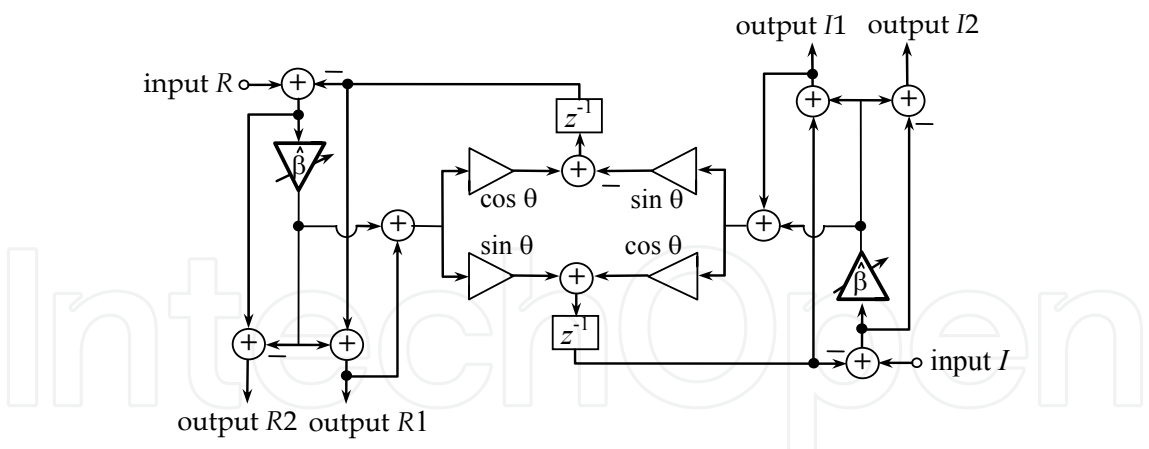 output I1 output I2
input R
+
−
+
+
−
z⁻¹
β̂
+
−
cos θ
sin θ
+
+
sin θ
cos θ
β̂
+
+
−
+
z⁻¹
−
+
input I
output R2 output R1
IntechOpen